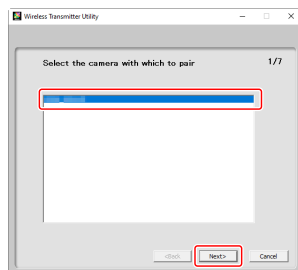 Wireless Transmitter Utility
Select the camera with which to pair
1/7
<Back
Next>
Cancel